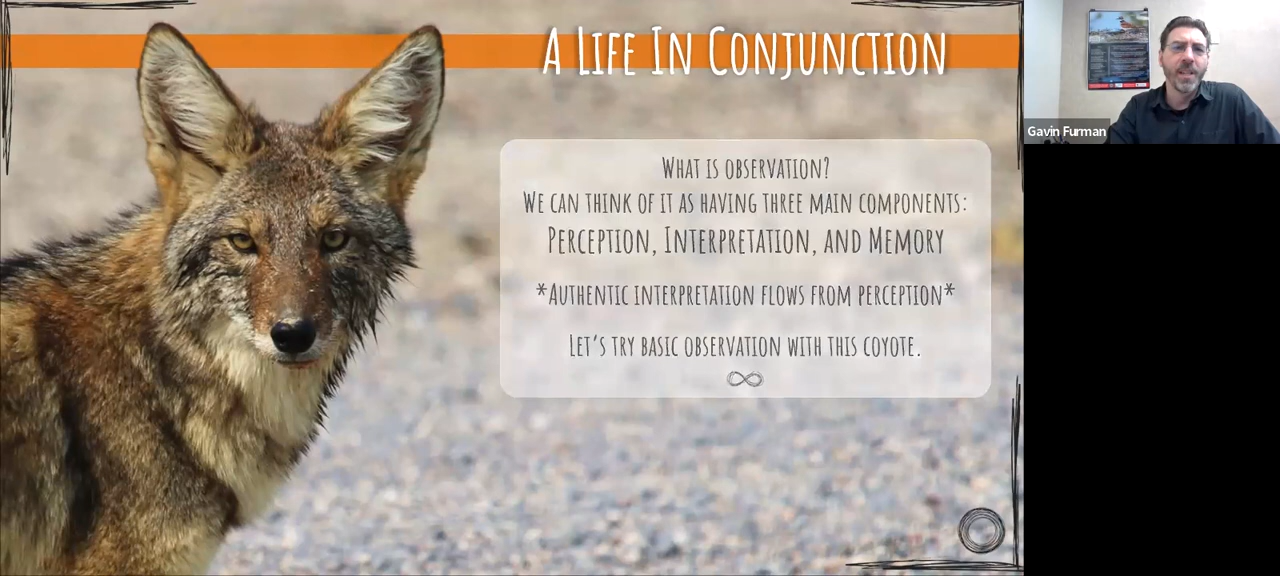 A Life In Conjunction
What is observation?
We can think of it as having three main components:
Perception, Interpretation, and Memory
*Authentic interpretation flows from perception*
Let's try basic observation with this coyote.
Gavin Furman